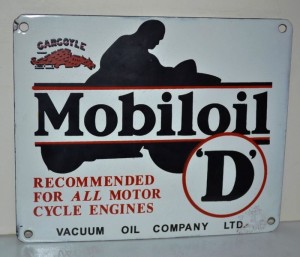 GARGOYLE
Mobiloil
'D'
RECOMMENDED
FOR ALL MOTOR
CYCLE ENGINES
VACUUM OIL COMPANY LTD.